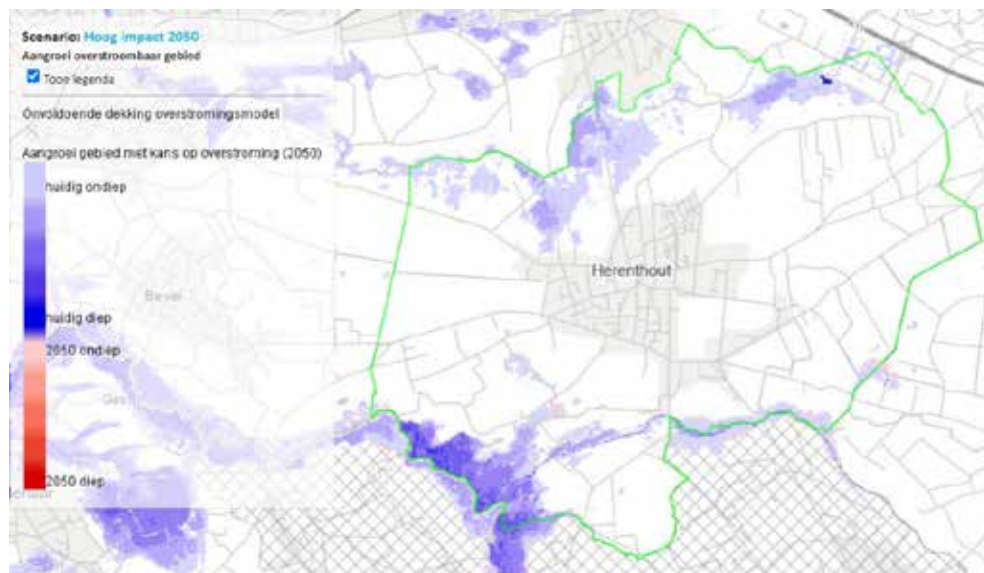 Scenario: Hoog impact 2050
Aangroei overstroombaar gebied
Toon legenda
Onvoldoende dekking overstromingsmodel
Aangroei gebied met kans op overstroming (2050)
huidig ondiep
huidig diep
2050 ondiep
2050 diep
Herenthout
Bevel